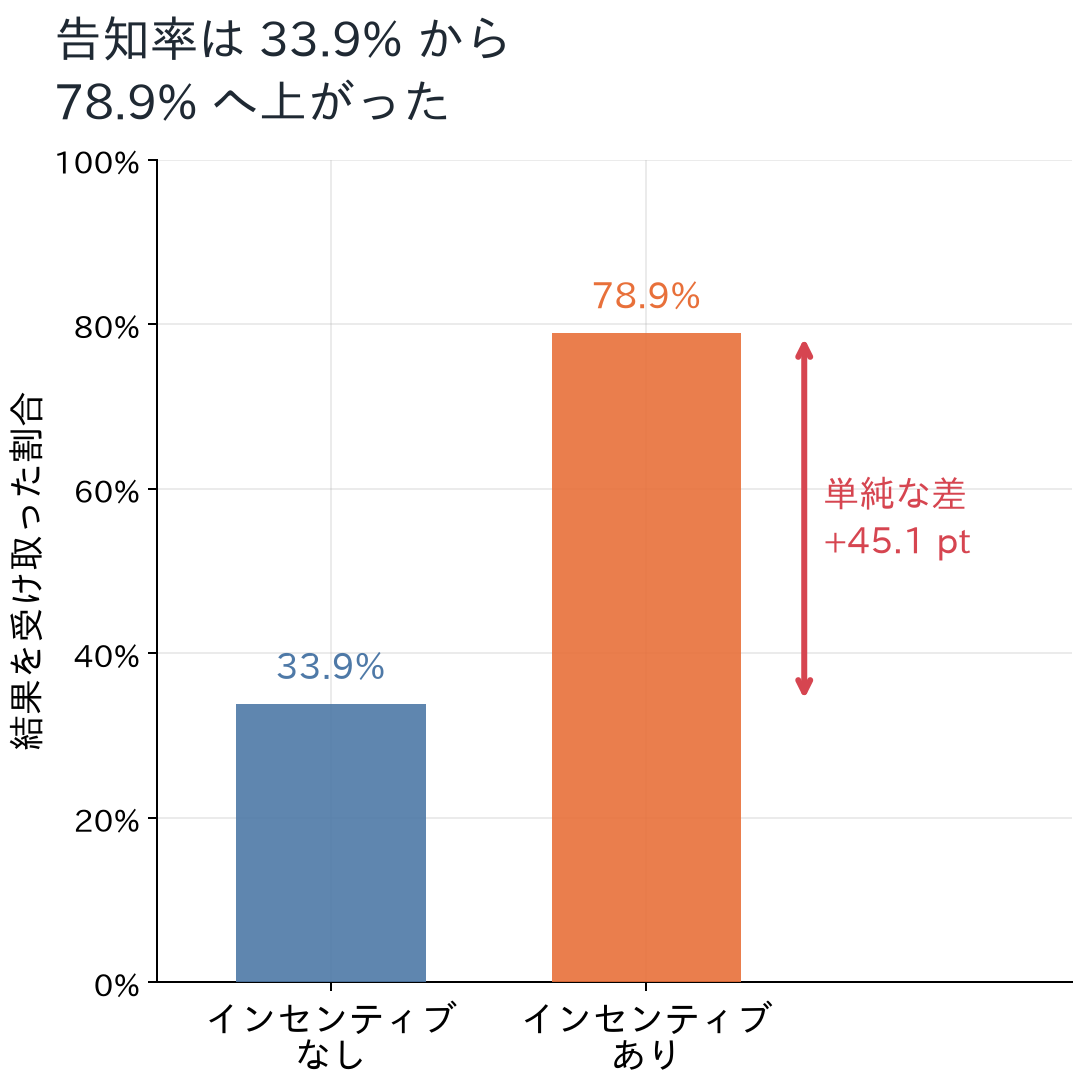 告知率は 33.9% から
78.9% へ上がった
100%
80%
60%
40%
20%
0%
結果を受け取った割合
33.9%
78.9%
単純な差
+45.1 pt
インセンティブ
なし
インセンティブ
あり